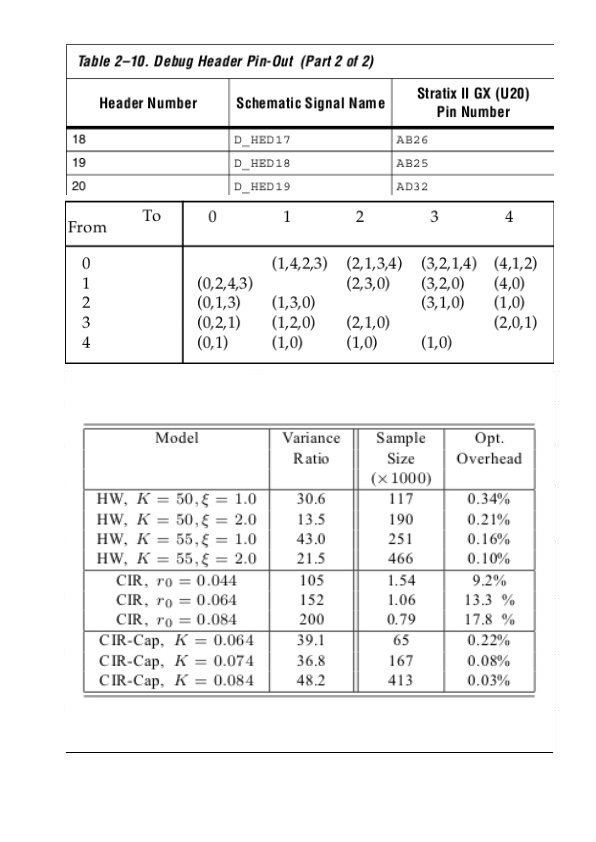 Table 2–10. Debug Header Pin-Out (Part 2 of 2)
Header Number Schematic Signal Name Stratix II GX (U20) Pin Number
18 D_HED17 AB26
19 D_HED18 AB25
20 D_HED19 AD32
From To 0 1 2 3 4
0 (1,4,2,3) (2,1,3,4) (3,2,1,4) (4,1,2)
1 (0,2,4,3) (2,3,0) (3,2,0) (4,0)
2 (0,1,3) (1,3,0) (3,1,0) (1,0)
3 (0,2,1) (1,2,0) (2,1,0) (2,0,1)
4 (0,1) (1,0) (1,0) (1,0)
Model Variance Ratio Sample Size (×1000) Opt. Overhead
HW, K = 50, ξ = 1.0 30.6 117 0.34%
HW, K = 50, ξ = 2.0 13.5 190 0.21%
HW, K = 55, ξ = 1.0 43.0 251 0.16%
HW, K = 55, ξ = 2.0 21.5 466 0.10%
CIR, r0 = 0.044 105 1.54 9.2%
CIR, r0 = 0.064 152 1.06 13.3 %
CIR, r0 = 0.084 200 0.79 17.8 %
CIR-Cap, K = 0.064 39.1 65 0.22%
CIR-Cap, K = 0.074 36.8 167 0.08%
CIR-Cap, K = 0.084 48.2 413 0.03%